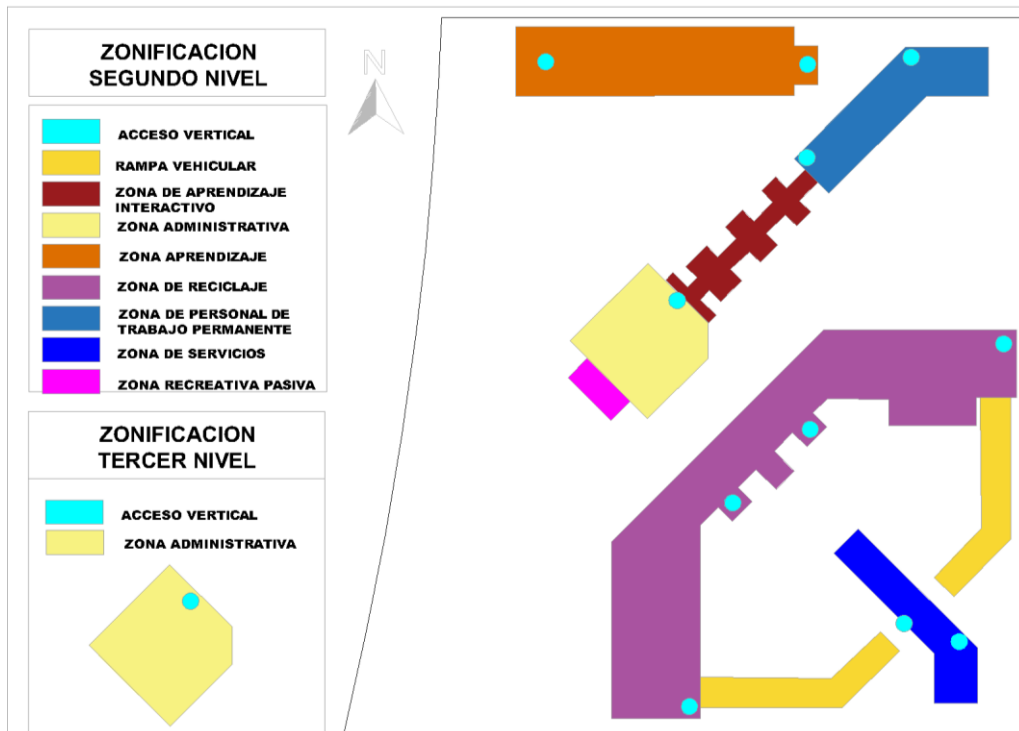 ZONIFICACION
SEGUNDO NIVEL
N
ACCESO VERTICAL
RAMPA VEHICULAR
ZONA DE APRENDIZAJE
INTERACTIVO
ZONA ADMINISTRATIVA
ZONA APRENDIZAJE
ZONA DE RECICLAJE
ZONA DE PERSONAL DE
TRABAJO PERMANENTE
ZONA DE SERVICIOS
ZONA RECREATIVA PASIVA
ZONIFICACION
TERCER NIVEL
ACCESO VERTICAL
ZONA ADMINISTRATIVA